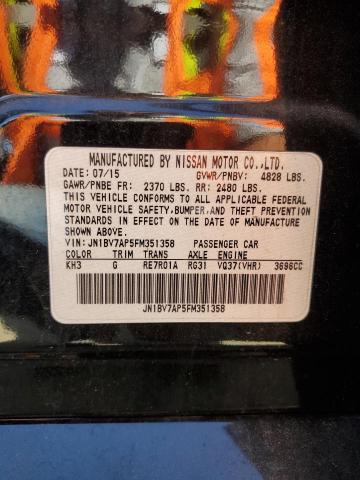 MANUFACTURED BY NISSAN MOTOR CO.,LTD.
DATE: 07/15 GVWR/PNBV: 4828 LBS.
GAWR/PNBE FR: 2370 LBS. RR: 2480 LBS.
THIS VEHICLE CONFORMS TO ALL APPLICABLE FEDERAL
MOTOR VEHICLE SAFETY,BUMPER,AND THEFT PREVENTION
STANDARDS IN EFFECT ON THE DATE OF MANUFACTURE
SHOWN ABOVE.
VIN: JN1BV7AP5FM351358 PASSENGER CAR
COLOR TRIM TRANS AXLE ENGINE
KH3 G RE7R01A RG31 VQ37(VHR) 3696CC
JN1BV7AP5FM351358